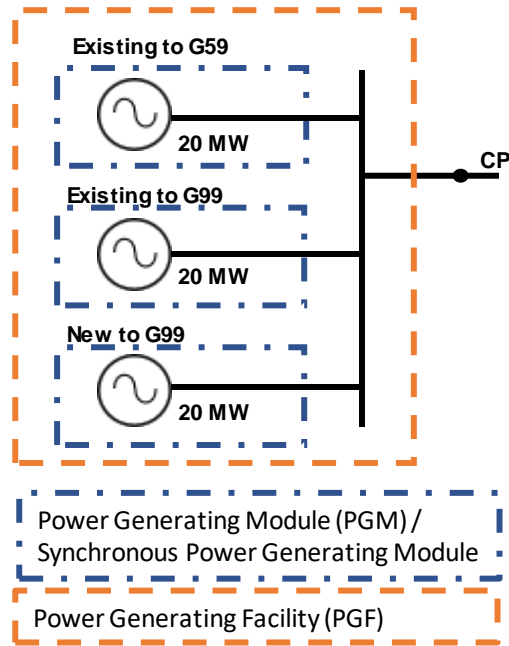 Existing to G59
20 MW
CP
Existing to G99
20 MW
New to G99
20 MW
Power Generating Module (PGM) /
Synchronous Power Generating Module
Power Generating Facility (PGF)